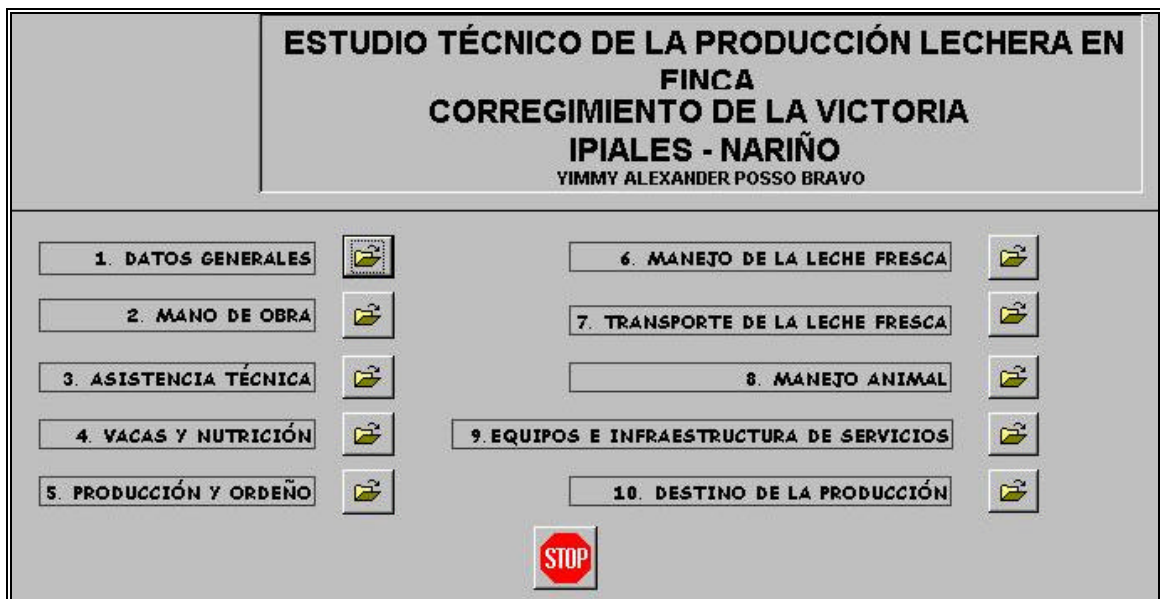 ESTUDIO TÉCNICO DE LA PRODUCCIÓN LECHERA EN
FINCA
CORREGIMIENTO DE LA VICTORIA
IPIALES - NARIÑO
YIMMY ALEXANDER POSSO BRAVO
1. DATOS GENERALES
2. MANO DE OBRA
3. ASISTENCIA TÉCNICA
4. VACAS Y NUTRICIÓN
5. PRODUCCIÓN Y ORDEÑO
6. MANEJO DE LA LECHE FRESCA
7. TRANSPORTE DE LA LECHE FRESCA
8. MANEJO ANIMAL
9.EQUIPOS E INFRAESTRUCTURA DE SERVICIOS
10. DESTINO DE LA PRODUCCIÓN
STOP